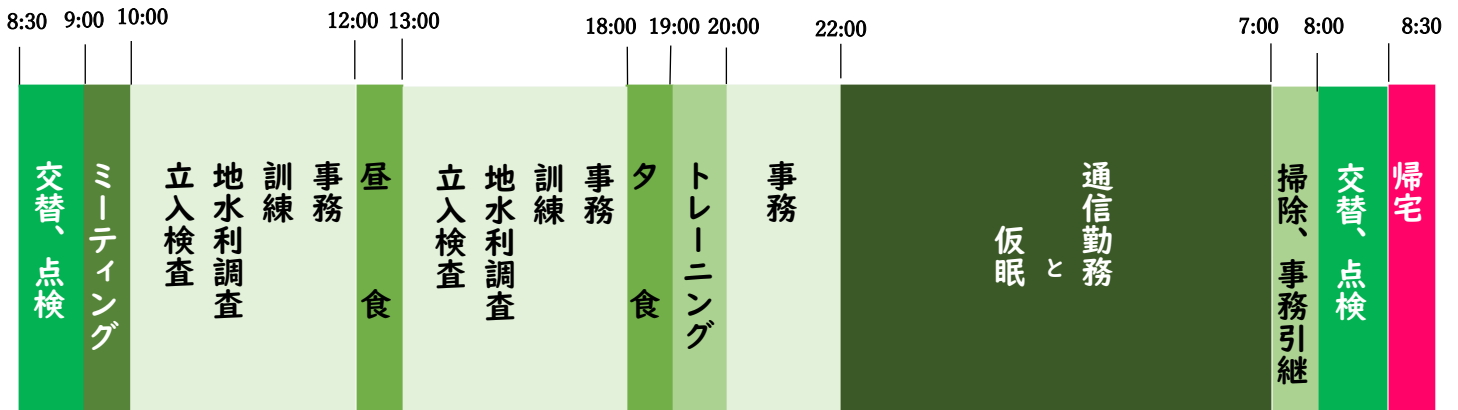 8:30
9:00
10:00
12:00
13:00
18:00
19:00
20:00
22:00
7:00
8:00
8:30
交替、点検
ミーティング
立入検査
地水利調査
訓練
事務
昼食
立入検査
地水利調査
訓練
事務
夕食
トレーニング
事務
通信勤務
と
仮眠
掃除、事務引継
交替、点検
帰宅